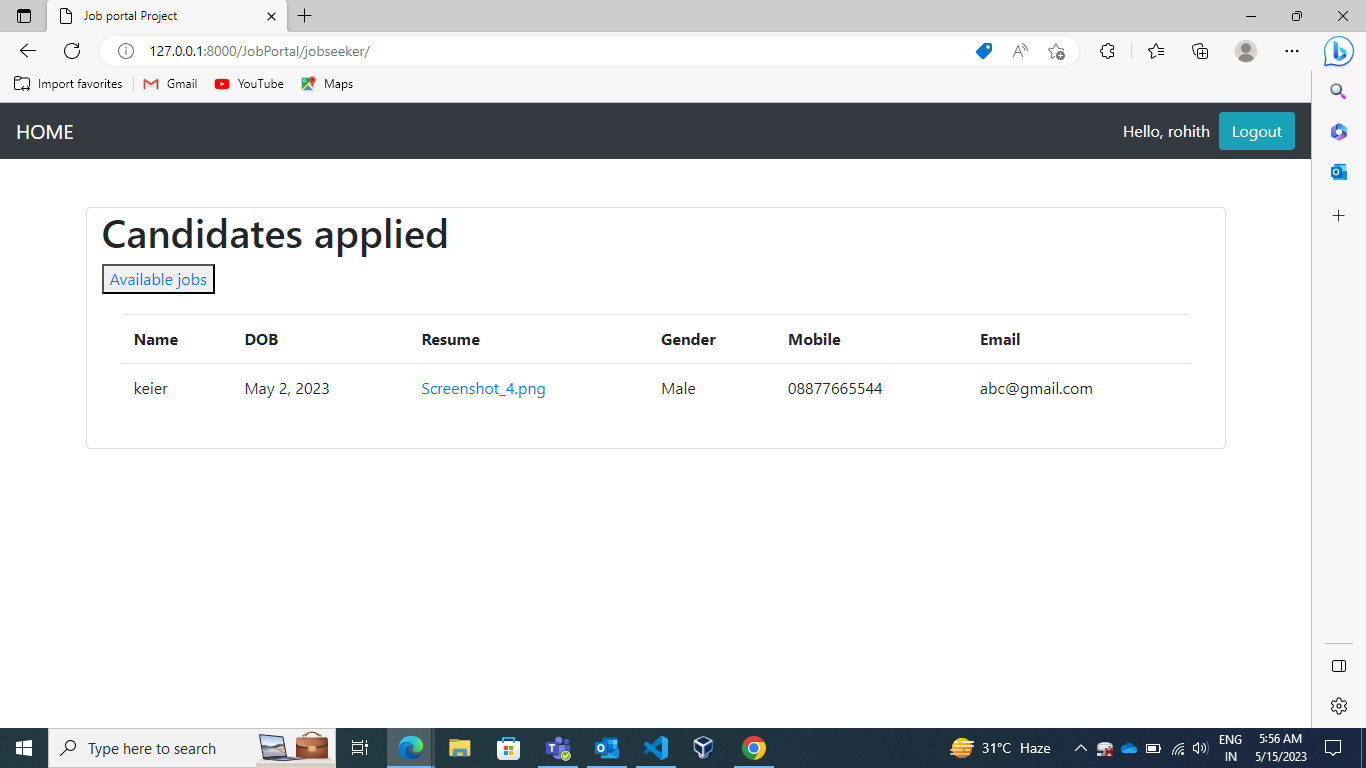 Job portal Project
127.0.0.1:8000/JobPortal/jobseeker/
Import favorites Gmail YouTube Maps
HOME Hello, rohith Logout
Candidates applied
Available jobs
Name DOB Resume Gender Mobile Email
keier May 2, 2023 Screenshot_4.png Male 08877665544 abc@gmail.com
Type here to search 31°C Haze ENG 5:56 AM
IN 5/15/2023